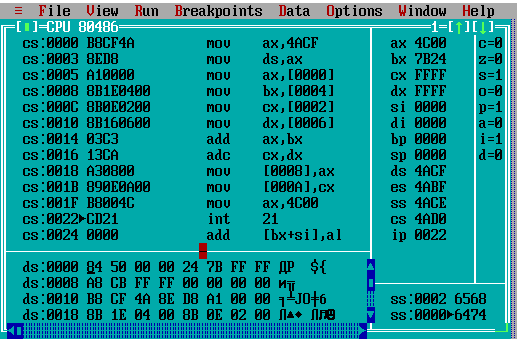 ≡ File View Run Breakpoints Data Options Window Help
[■]=CPU 80486 1=[↑][↓]
cs:0000 B8CF4A mov ax,4ACF ax 4C00 c=0
cs:0003 8ED8 mov ds,ax bx 7B24 z=0
cs:0005 A10000 mov ax,[0000] cx FFFF s=1
cs:0008 8B1E0400 mov bx,[0004] dx FFFF o=0
cs:000C 8B0E0200 mov cx,[0002] si 0000 p=1
cs:0010 8B160600 mov dx,[0006] di 0000 a=0
cs:0014 03C3 add ax,bx bp 0000 i=1
cs:0016 13CA adc cx,dx sp 0000 d=0
cs:0018 A30800 mov [0008],ax ds 4ACF
cs:001B 890E0A00 mov [000A],cx es 4ABF
cs:001F B8004C mov ax,4C00 ss 4ACE
cs:0022►CD21 int 21 cs 4AD0
cs:0024 0000 add [bx+si],al ip 0022
ds:0000 84 50 00 00 24 7B FF FF ДP ${
ds:0008 A8 CB FF FF 00 00 00 00 и╦
ds:0010 B8 CF 4A 8E D8 A1 00 00 ╕╧JО╪б ss:0002 6568
ds:0018 8B 1E 04 00 8B 0E 02 00 Л▲♦ Л♫☻ ss:0000►6474